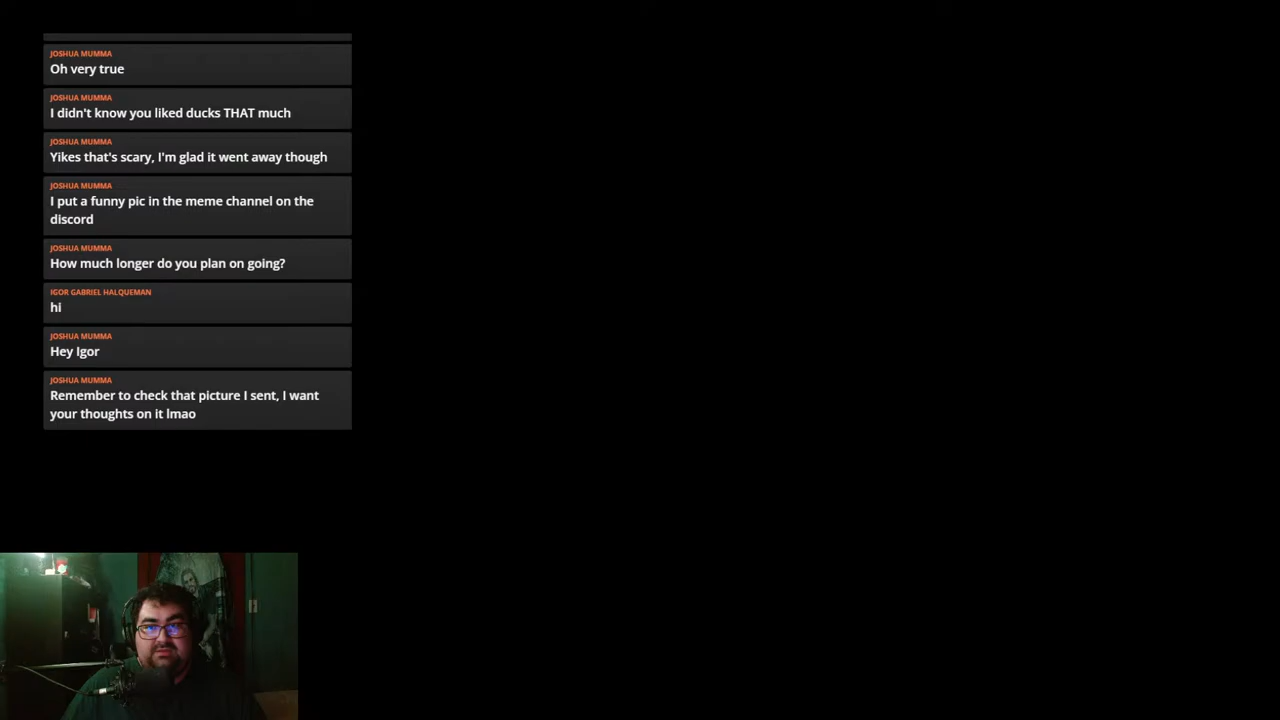 JOSHUA MUMMA
Oh very true
JOSHUA MUMMA
I didn't know you liked ducks THAT much
JOSHUA MUMMA
Yikes that's scary, I'm glad it went away though
JOSHUA MUMMA
I put a funny pic in the meme channel on the
discord
JOSHUA MUMMA
How much longer do you plan on going?
IGOR GABRIEL HALQUEMAN
hi
JOSHUA MUMMA
Hey Igor
JOSHUA MUMMA
Remember to check that picture I sent, I want
your thoughts on it lmao